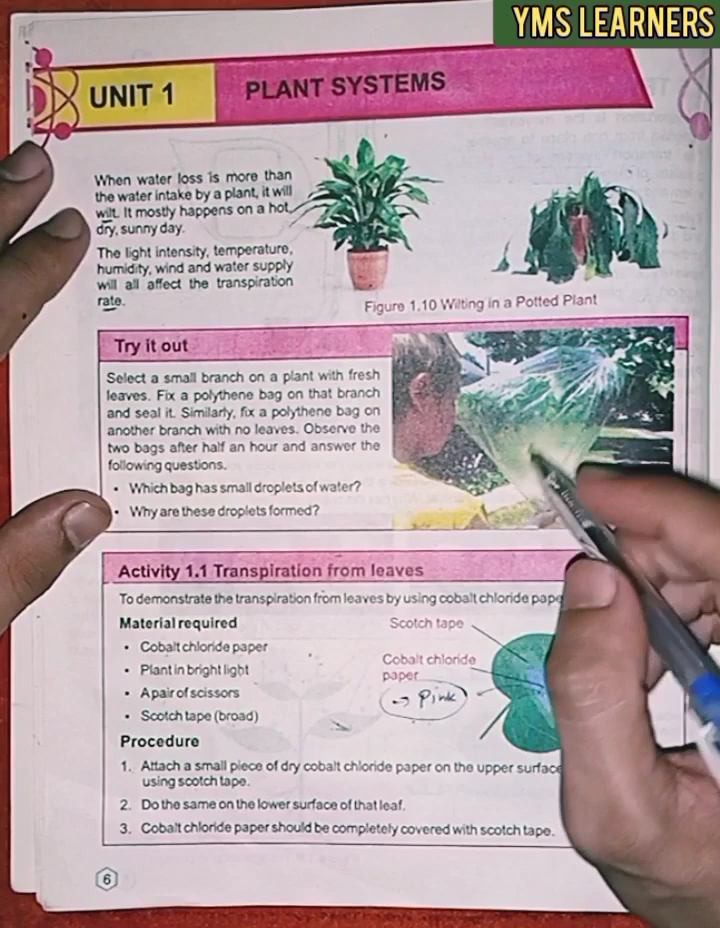 YMS LEARNERS
UNIT 1
PLANT SYSTEMS
When water loss is more than
the water intake by a plant, it will
wilt. It mostly happens on a hot,
dry, sunny day.
The light intensity, temperature,
humidity, wind and water supply
will all affect the transpiration
rate.
Figure 1.10 Wilting in a Potted Plant
Try it out
Select a small branch on a plant with fresh
leaves. Fix a polythene bag on that branch
and seal it. Similarly, fix a polythene bag on
another branch with no leaves. Observe the
two bags after half an hour and answer the
following questions.
• Which bag has small droplets of water?
• Why are these droplets formed?
Activity 1.1 Transpiration from leaves
To demonstrate the transpiration from leaves by using cobalt chloride pape
Material required
• Cobalt chloride paper
• Plant in bright light
• A pair of scissors
• Scotch tape (broad)
Scotch tape
Cobalt chloride
paper
→ Pink
Procedure
1. Attach a small piece of dry cobalt chloride paper on the upper surface
using scotch tape.
2. Do the same on the lower surface of that leaf.
3. Cobalt chloride paper should be completely covered with scotch tape.
6